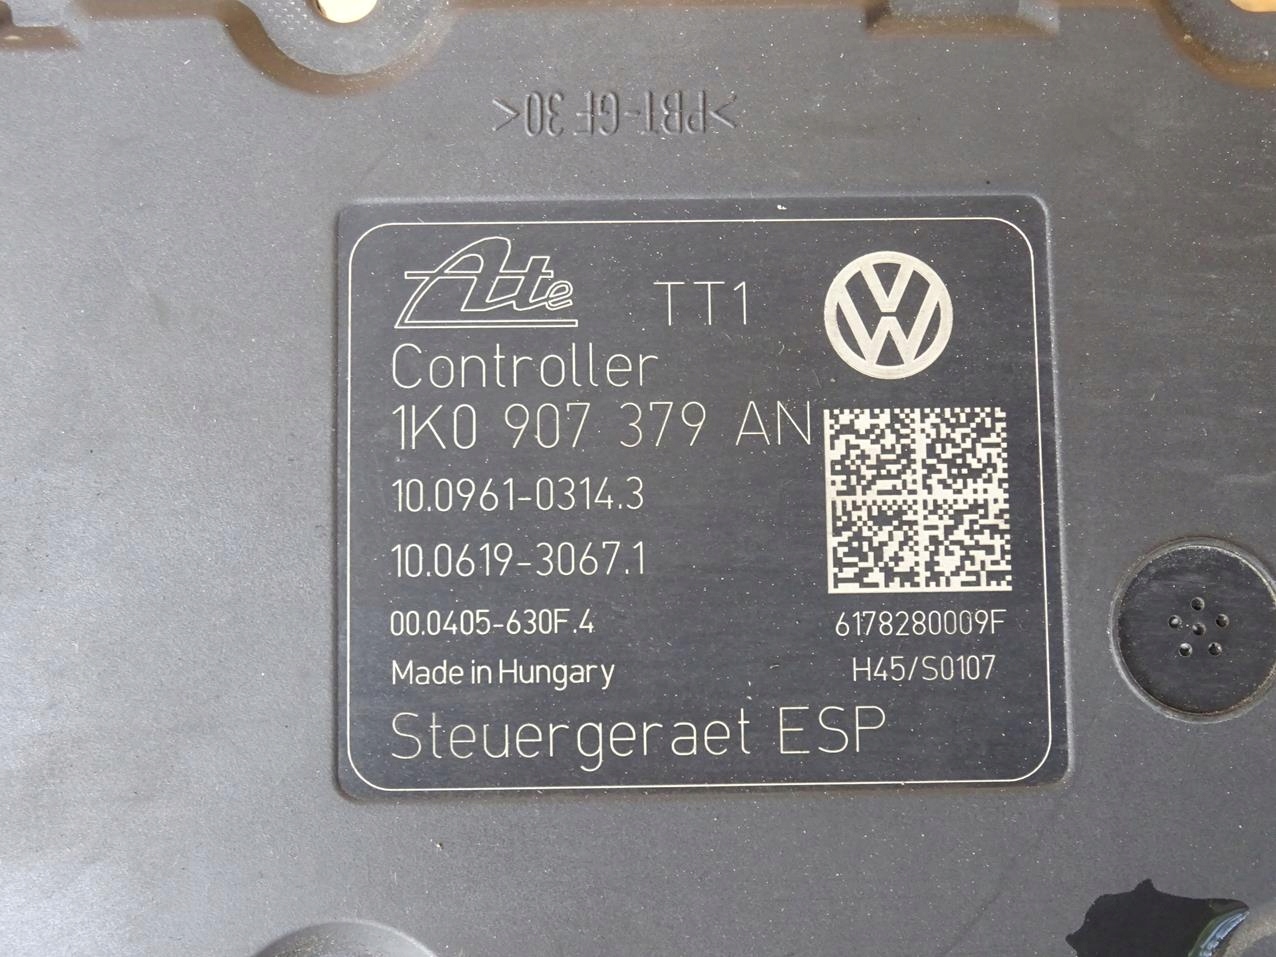 >PBT-GF 30<
Ate TT1
Controller
1K0 907 379 AN
10.0961-0314.3
10.0619-3067.1
00.0405-630F.4 6178280009F
Made in Hungary H45/S0107
Steuergeraet ESP